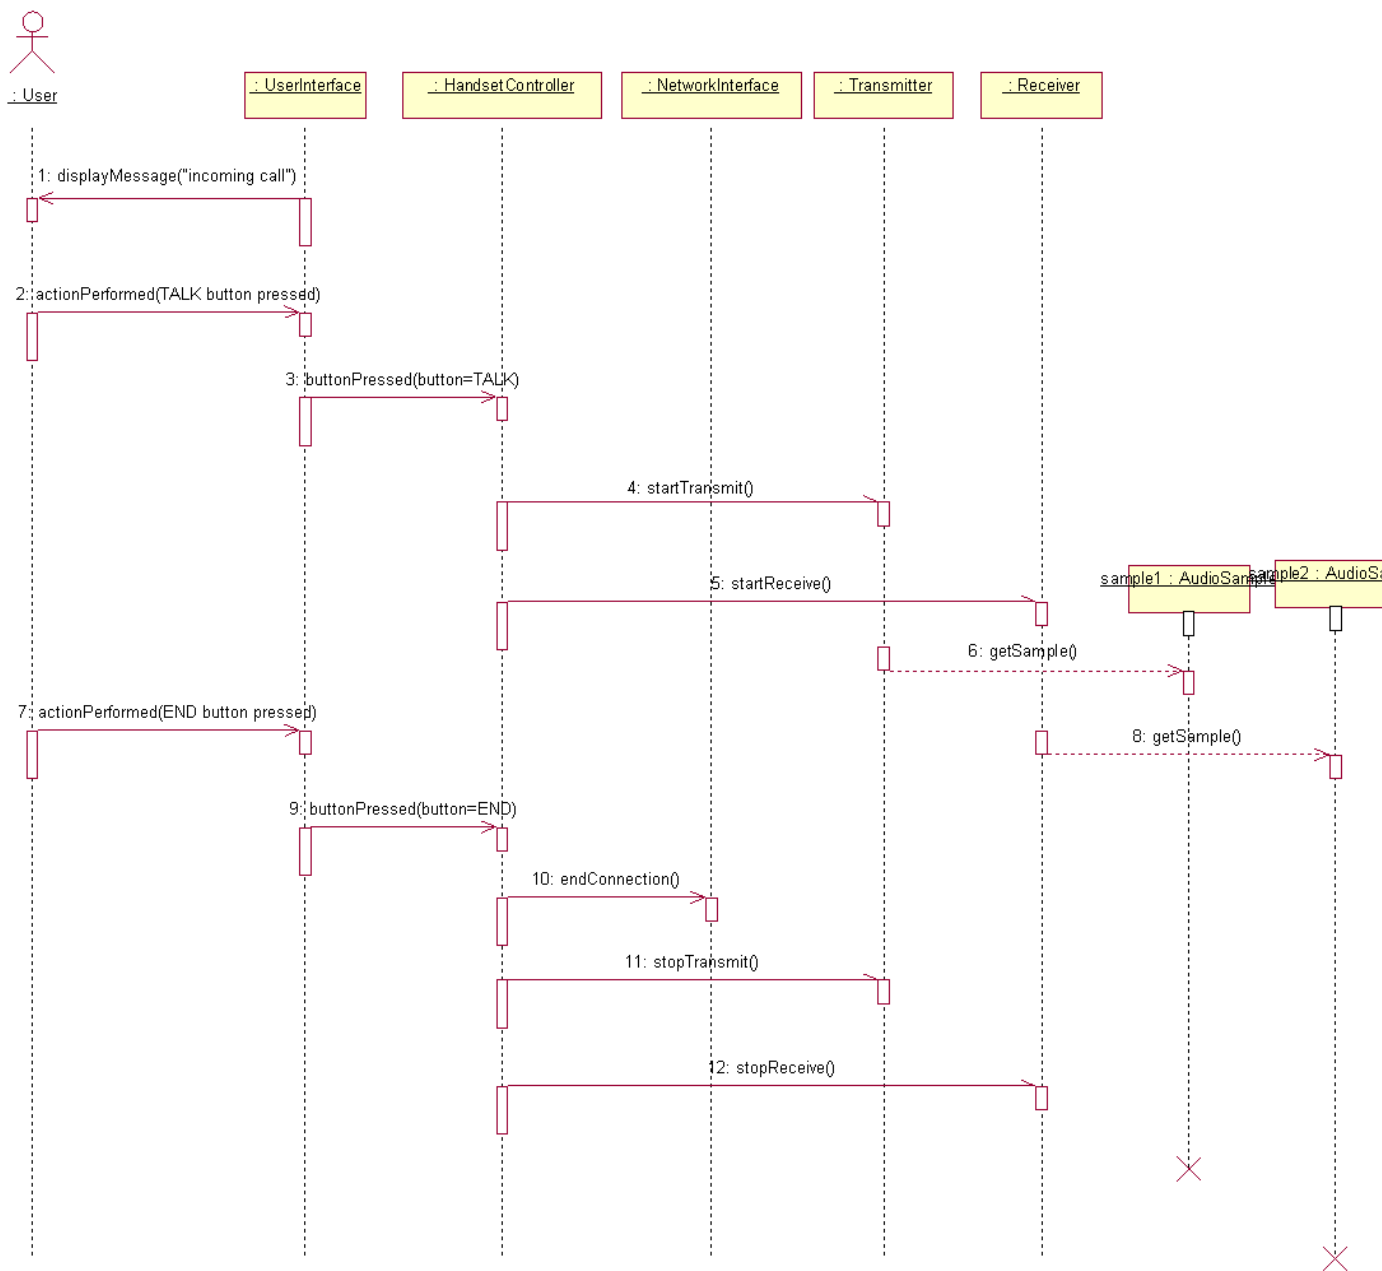 : User
: UserInterface
: HandsetController
: NetworkInterface
: Transmitter
: Receiver
1: displayMessage("incoming call")
2: actionPerformed(TALK button pressed)
3: buttonPressed(button=TALK)
4: startTransmit()
5: startReceive()
sample1 : AudioSample
sample2 : AudioSa
6: getSample()
7: actionPerformed(END button pressed)
8: getSample()
9: buttonPressed(button=END)
10: endConnection()
11: stopTransmit()
12: stopReceive()